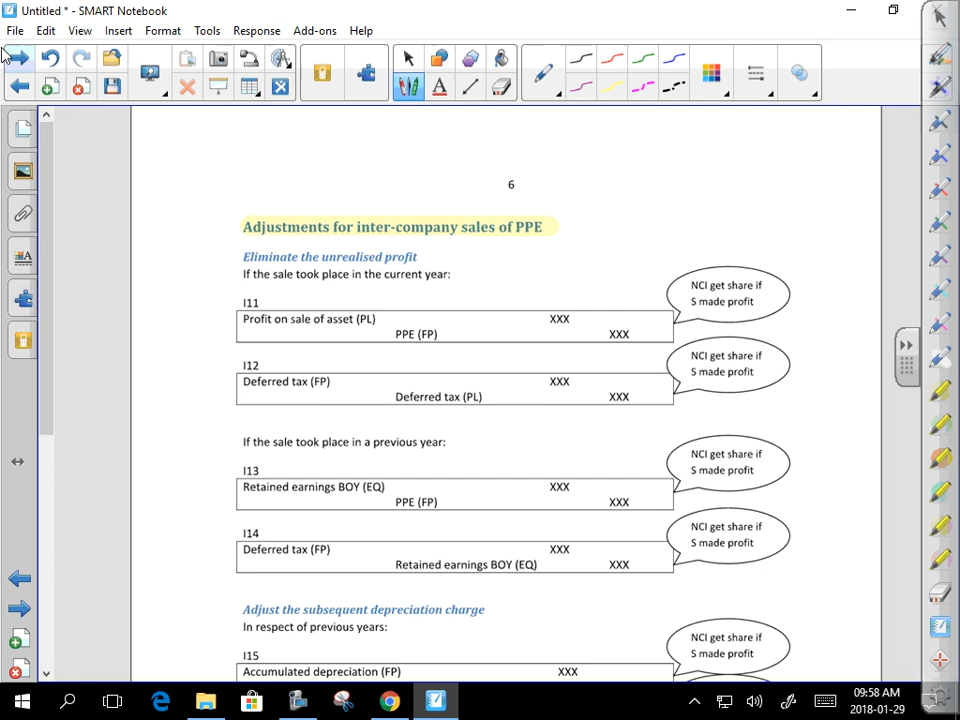 Untitled * - SMART Notebook
File Edit View Insert Format Tools Response Add-ons Help
6
Adjustments for inter-company sales of PPE
Eliminate the unrealised profit
If the sale took place in the current year:
I11
Profit on sale of asset (PL) XXX
PPE (FP) XXX
NCI get share if
S made profit
I12
Deferred tax (FP) XXX
Deferred tax (PL) XXX
NCI get share if
S made profit
If the sale took place in a previous year:
I13
Retained earnings BOY (EQ) XXX
PPE (FP) XXX
NCI get share if
S made profit
I14
Deferred tax (FP) XXX
Retained earnings BOY (EQ) XXX
NCI get share if
S made profit
Adjust the subsequent depreciation charge
In respect of previous years:
I15
Accumulated depreciation (FP) XXX
NCI get share if
S made profit
09:58 AM
2018-01-29